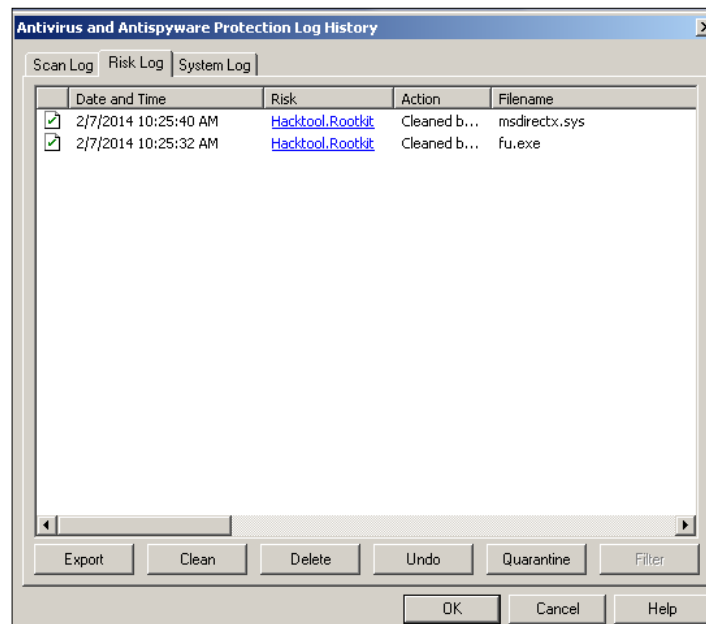 Antivirus and Antispyware Protection Log History
Scan Log Risk Log System Log
Date and Time Risk Action Filename
2/7/2014 10:25:40 AM Hacktool.Rootkit Cleaned b... msdirectx.sys
2/7/2014 10:25:32 AM Hacktool.Rootkit Cleaned b... fu.exe
Export Clean Delete Undo Quarantine Filter
OK Cancel Help